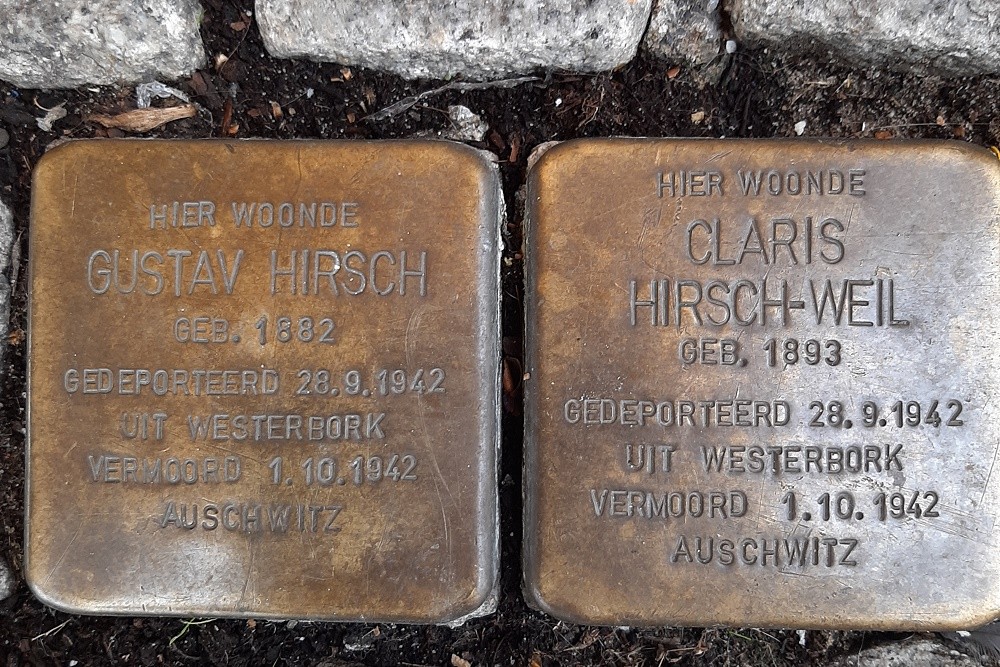 HIER WOONDE
GUSTAV HIRSCH
GEB. 1882
GEDEPORTEERD 28.9.1942
UIT WESTERBORK
VERMOORD 1.10.1942
AUSCHWITZ
HIER WOONDE
CLARIS
HIRSCH-WEIL
GEB. 1893
GEDEPORTEERD 28.9.1942
UIT WESTERBORK
VERMOORD 1.10.1942
AUSCHWITZ